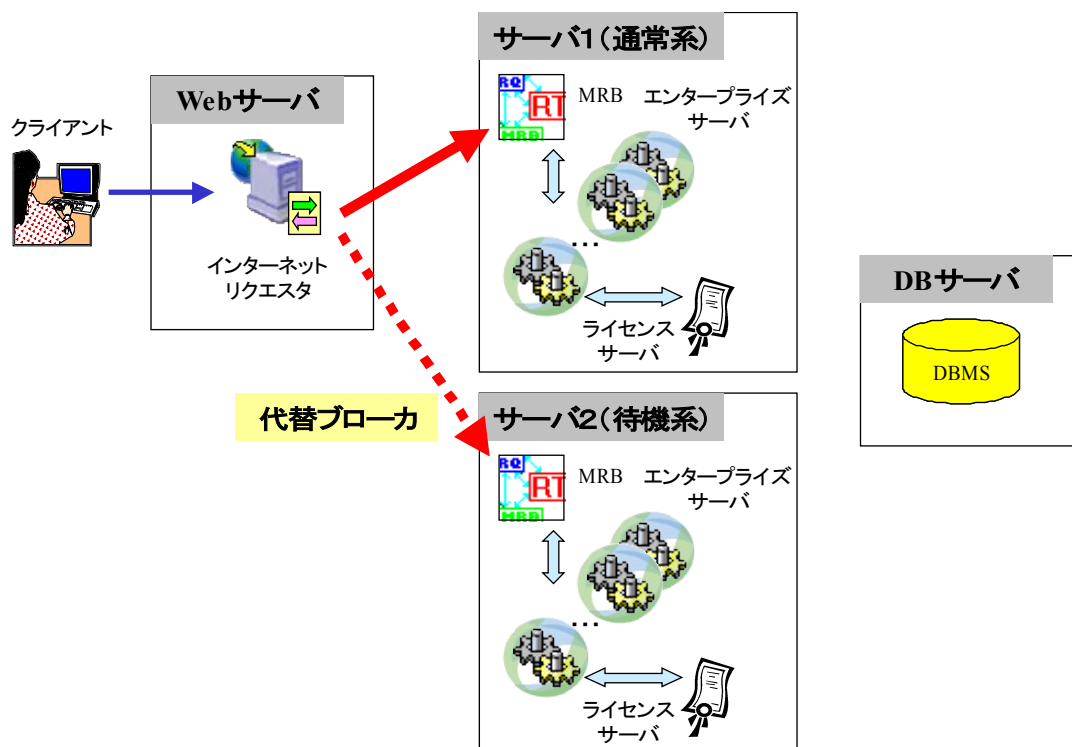 クライアント
Webサーバ
インターネット
リクエスタ
サーバ1(通常系)
RQ
RT
MRB
MRB
エンタープライズ
サーバ
...
ライセンス
サーバ
代替ブローカ
サーバ2(待機系)
RQ
RT
MRB
MRB
エンタープライズ
サーバ
...
ライセンス
サーバ
DBサーバ
DBMS